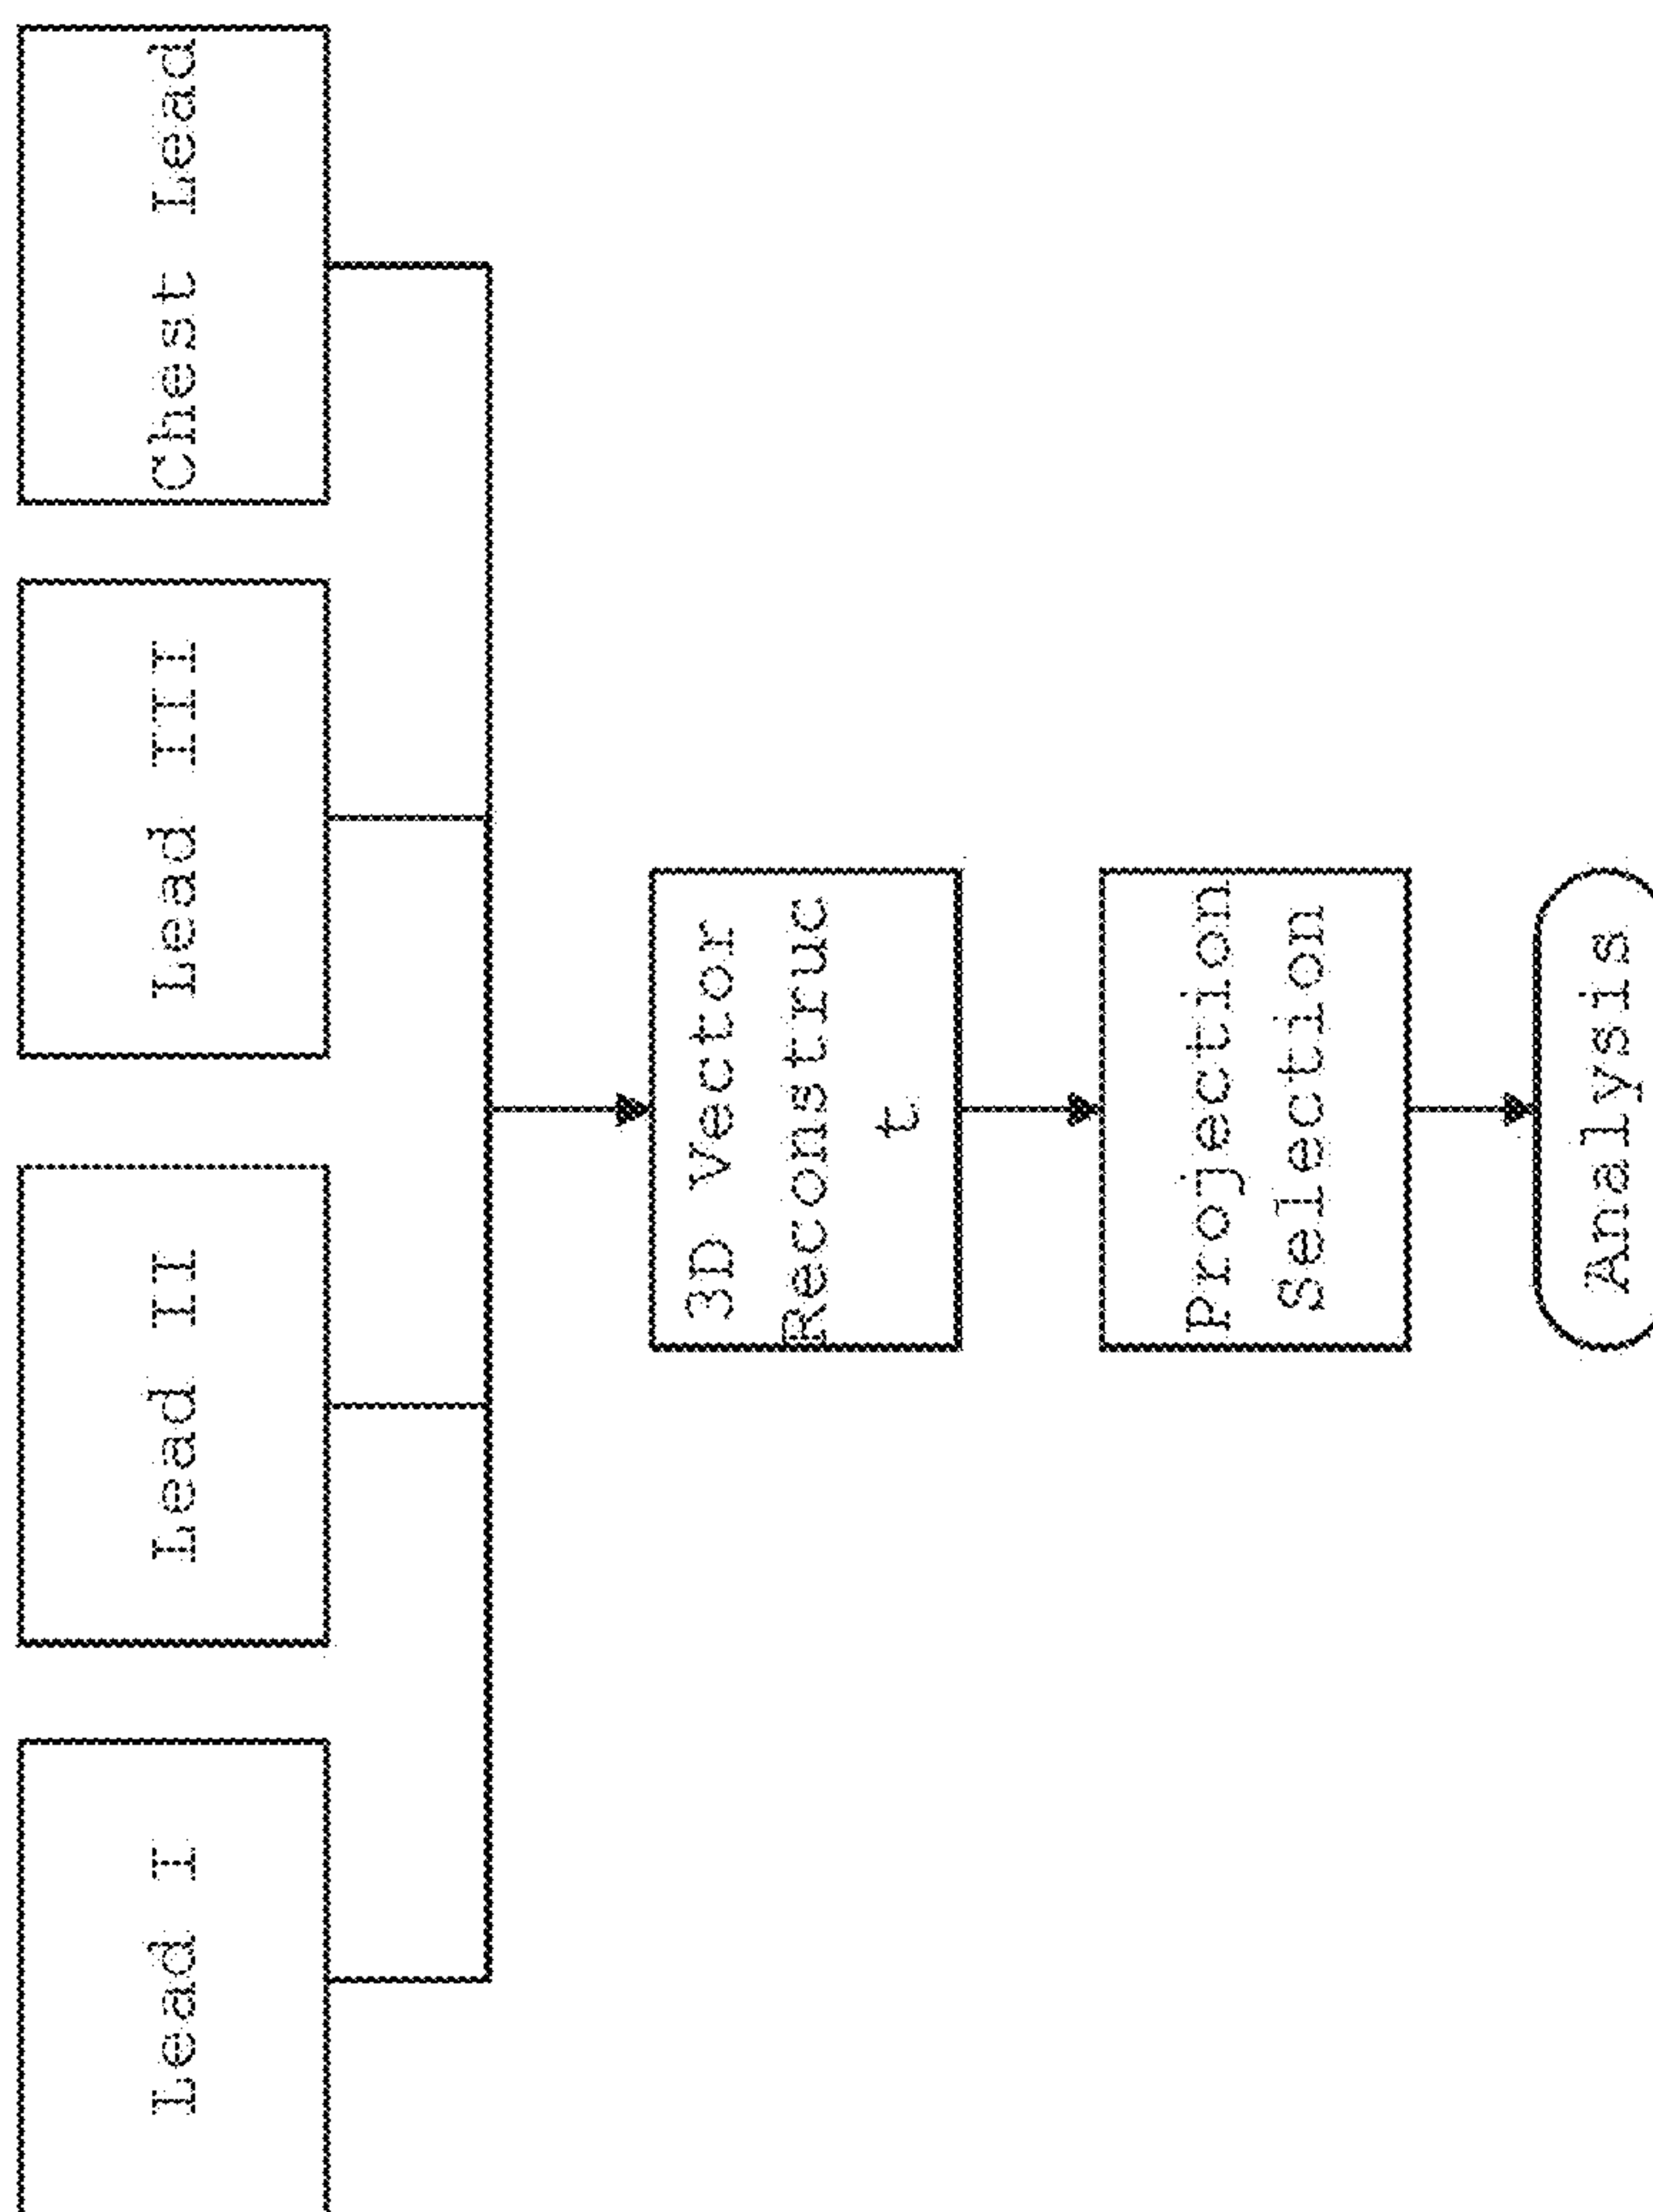 Lead I
Lead II
Lead III
Chest Lead
3D Vector
Reconstruc
t
Projection
Selection
Analysis